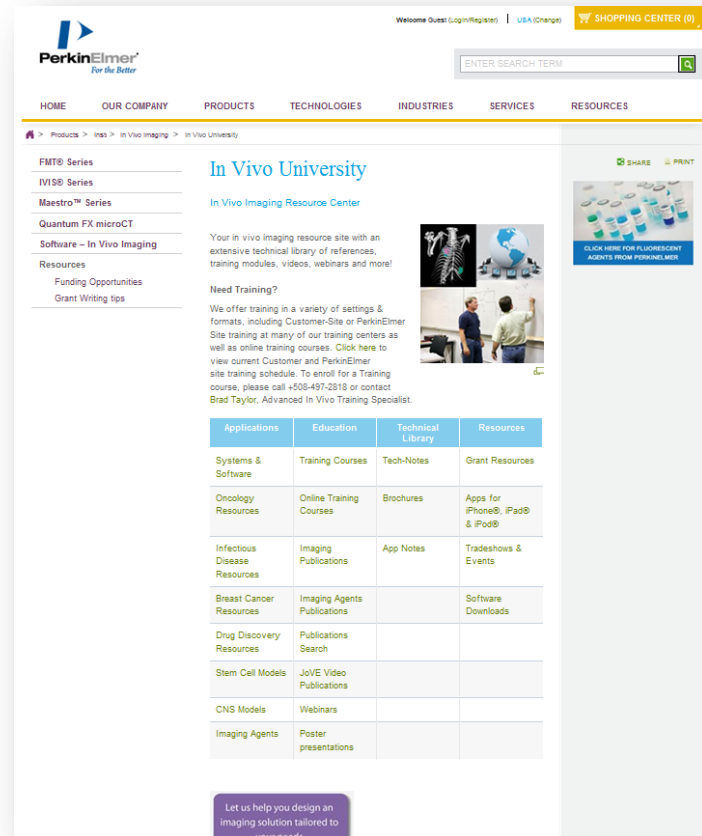 Welcome Guest (Login/Register) | USA (Change) SHOPPING CENTER (0)
PerkinElmer
For the Better
ENTER SEARCH TERM
HOME OUR COMPANY PRODUCTS TECHNOLOGIES INDUSTRIES SERVICES RESOURCES
> Products > Insti > In Vivo Imaging > In Vivo University
FMT® Series
IVIS® Series
Maestro™ Series
Quantum FX microCT
Software – In Vivo Imaging
Resources
Funding Opportunities
Grant Writing tips
In Vivo University
In Vivo Imaging Resource Center
Your in vivo imaging resource site with an
extensive technical library of references,
training modules, videos, webinars and more!
Need Training?
We offer training in a variety of settings &
formats, including Customer-Site or PerkinElmer
Site training at many of our training centers as
well as online training courses. Click here to
view current Customer and PerkinElmer
site training schedule. To enroll for a Training
course, please call +508-497-2818 or contact
Brad Taylor, Advanced In Vivo Training Specialist.
SHARE PRINT
CLICK HERE FOR FLUORESCENT
AGENTS FROM PERKINELMER
Applications Education Technical Library Resources
Systems & Software Training Courses Tech-Notes Grant Resources
Oncology Resources Online Training Courses Brochures Apps for iPhone®, iPad® & iPod®
Infectious Disease Resources Imaging Publications App Notes Tradeshows & Events
Breast Cancer Resources Imaging Agents Publications Software Downloads
Drug Discovery Resources Publications Search
Stem Cell Models JoVE Video Publications
CNS Models Webinars
Imaging Agents Poster presentations
Let us help you design an
imaging solution tailored to
your needs